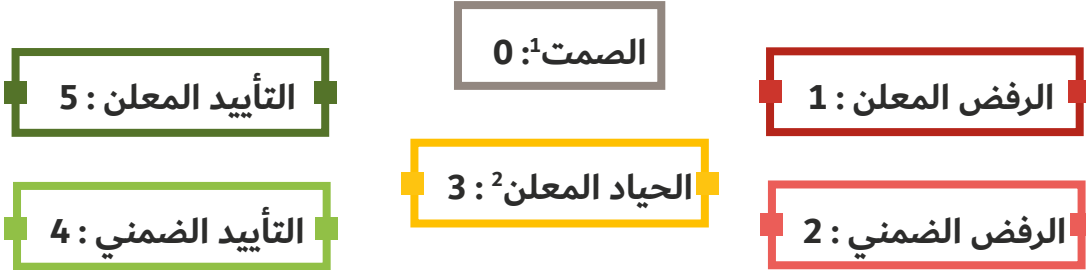 الصمت¹: 0
الرفض المعلن : 1
التأييد المعلن : 5
الحياد المعلن² : 3
الرفض الضمني : 2
التأييد الضمني : 4